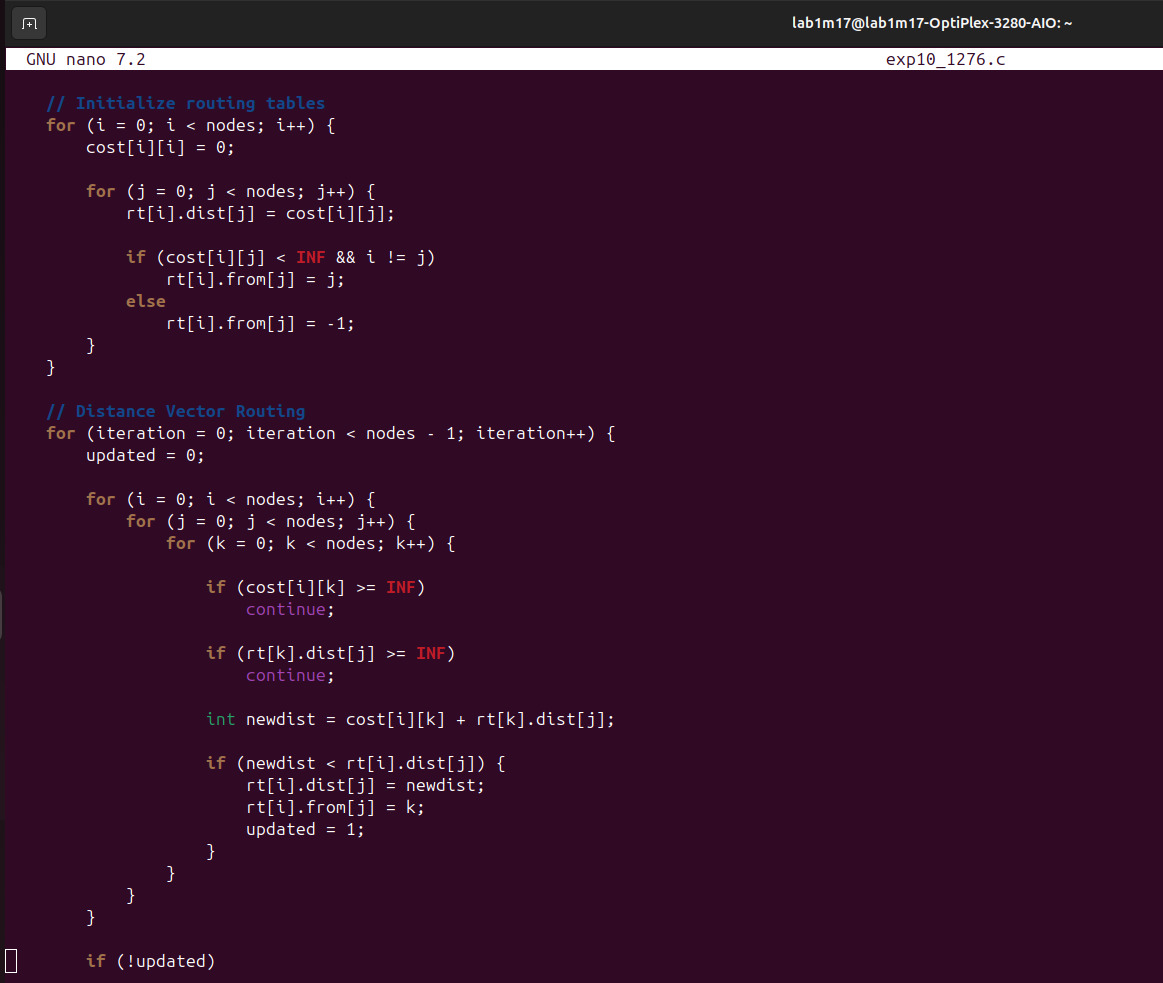 lab1m17@lab1m17-OptiPlex-3280-AIO: ~
GNU nano 7.2 exp10_1276.c
// Initialize routing tables
for (i = 0; i < nodes; i++) {
cost[i][i] = 0;
for (j = 0; j < nodes; j++) {
rt[i].dist[j] = cost[i][j];
if (cost[i][j] < INF && i != j)
rt[i].from[j] = j;
else
rt[i].from[j] = -1;
}
}
// Distance Vector Routing
for (iteration = 0; iteration < nodes - 1; iteration++) {
updated = 0;
for (i = 0; i < nodes; i++) {
for (j = 0; j < nodes; j++) {
for (k = 0; k < nodes; k++) {
if (cost[i][k] >= INF)
continue;
if (rt[k].dist[j] >= INF)
continue;
int newdist = cost[i][k] + rt[k].dist[j];
if (newdist < rt[i].dist[j]) {
rt[i].dist[j] = newdist;
rt[i].from[j] = k;
updated = 1;
}
}
}
}
if (!updated)